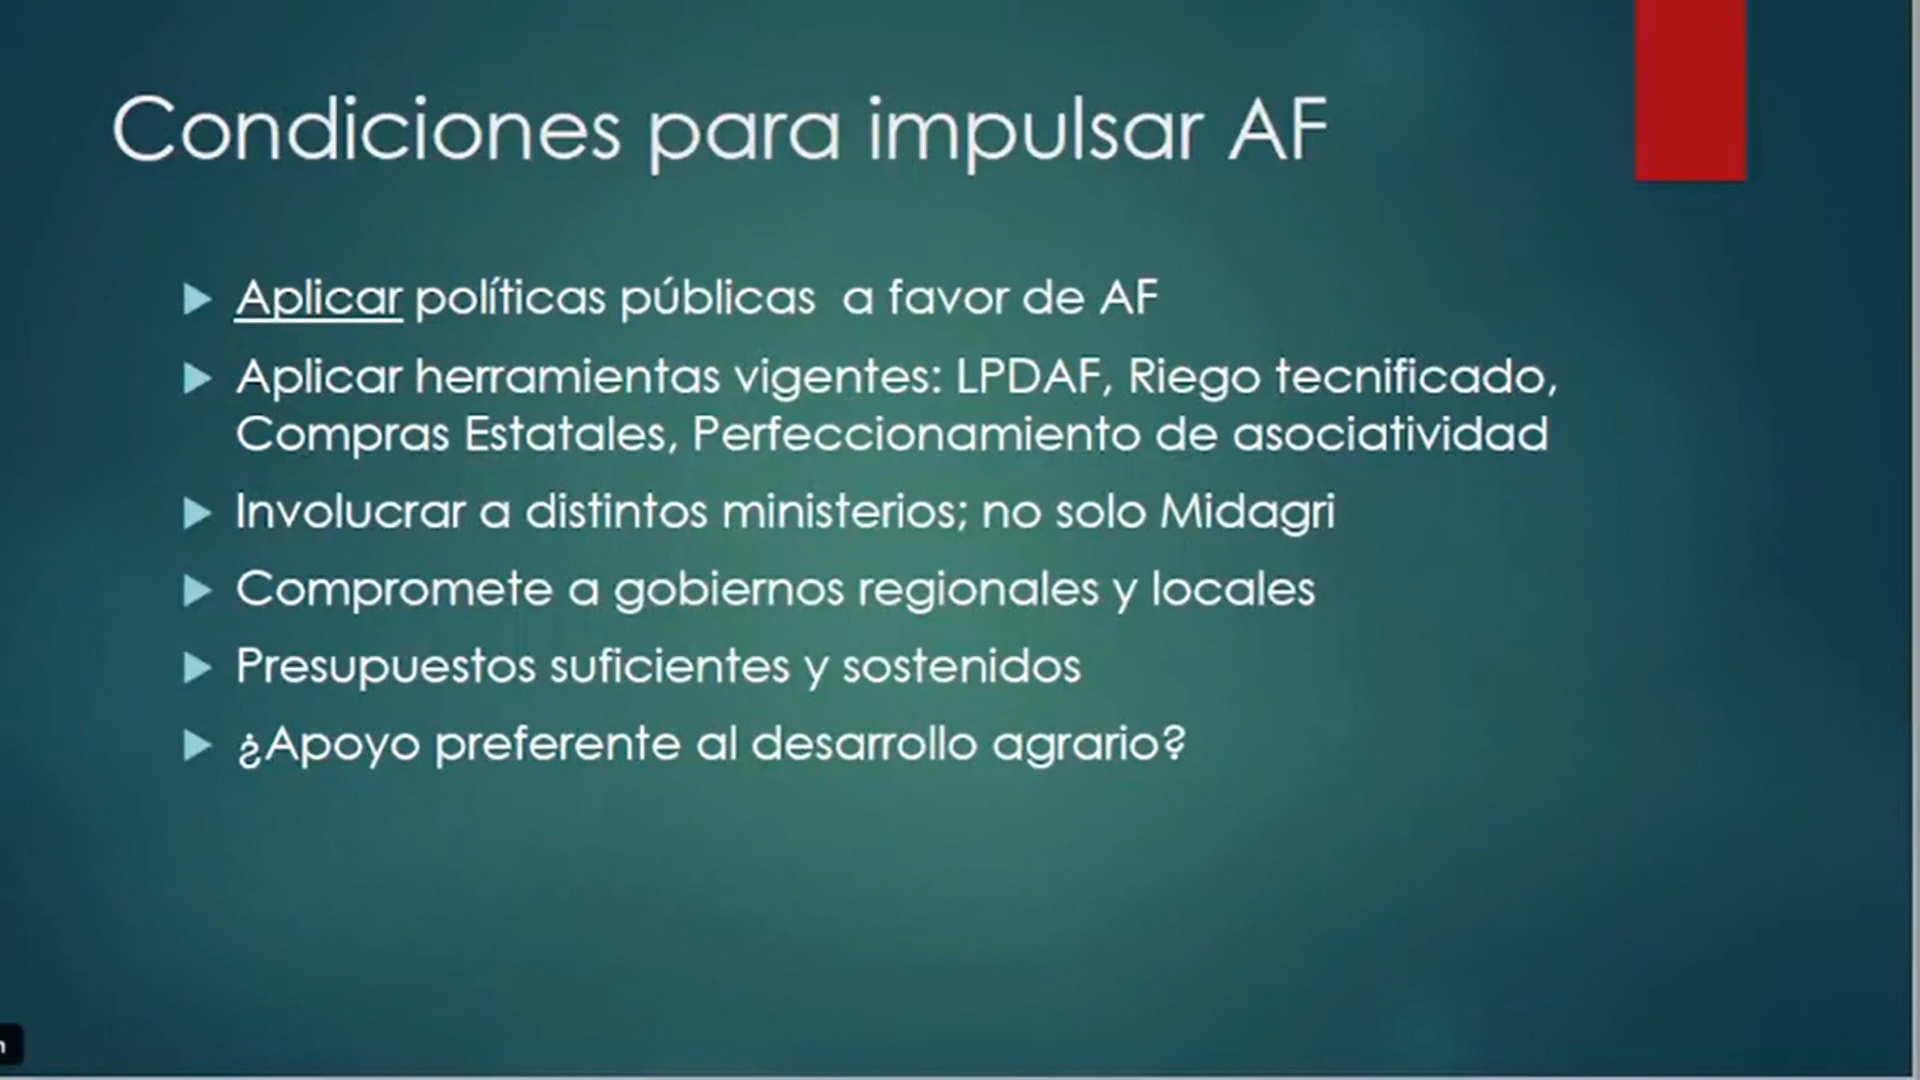 Condiciones para impulsar AF
Aplicar políticas públicas  a favor de AF
Aplicar herramientas vigentes: LPDAF, Riego tecnificado,
Compras Estatales, Perfeccionamiento de asociatividad
Involucrar a distintos ministerios; no solo Midagri
Compromete a gobiernos regionales y locales
Presupuestos suficientes y sostenidos
¿Apoyo preferente al desarrollo agrario?